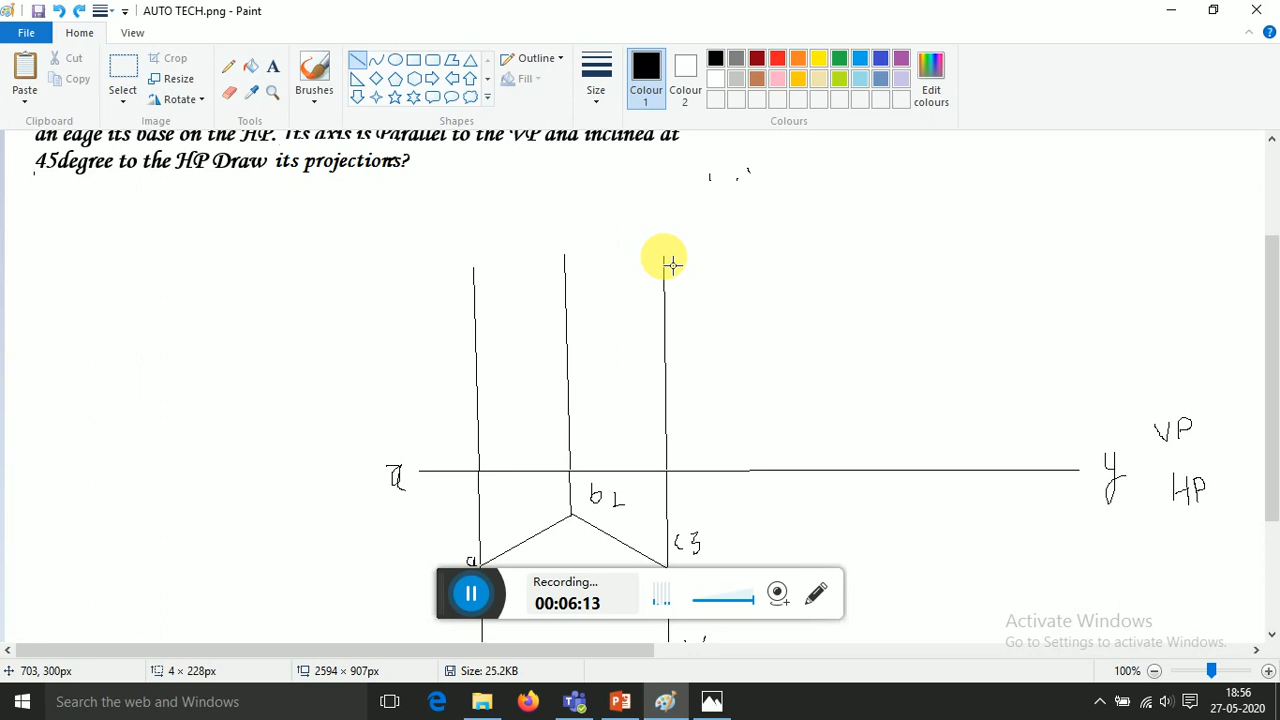 AUTO TECH.png - Paint
File Home View
Paste Cut Copy
Clipboard
Select Crop Resize Rotate
Image
Tools
Brushes
Outline Fill
Shapes
Size
Colour 1
Colour 2
Edit colours
Colours
an edge its base on the HP. Its axis is Parallel to the VP and inclined at
45degree to the HP Draw its projections?
VP
y
HP
x
b2
c3
a
Recording...
00:06:13
Activate Windows
Go to Settings to activate Windows.
703, 300px 4 × 228px 2594 × 907px Size: 25.2KB 100%
Search the web and Windows
18:56
27-05-2020